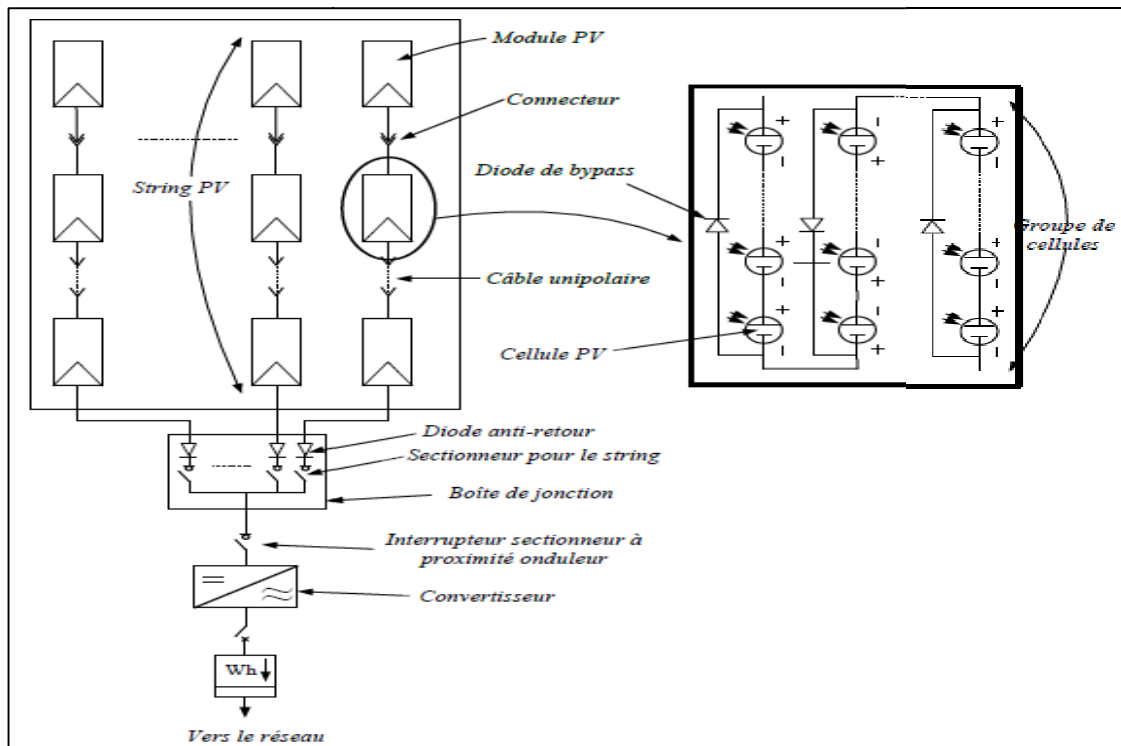 Module PV
Connecteur
String PV
Diode de bypass
Groupe de
cellules
Câble unipolaire
Cellule PV
+
-
+
-
+
-
-
+
-
+
-
+
+
-
+
-
+
-
Diode anti-retour
Sectionneur pour le string
Boîte de jonction
Interrupteur sectionneur à
proximité onduleur
Convertisseur
Wh
Vers le réseau